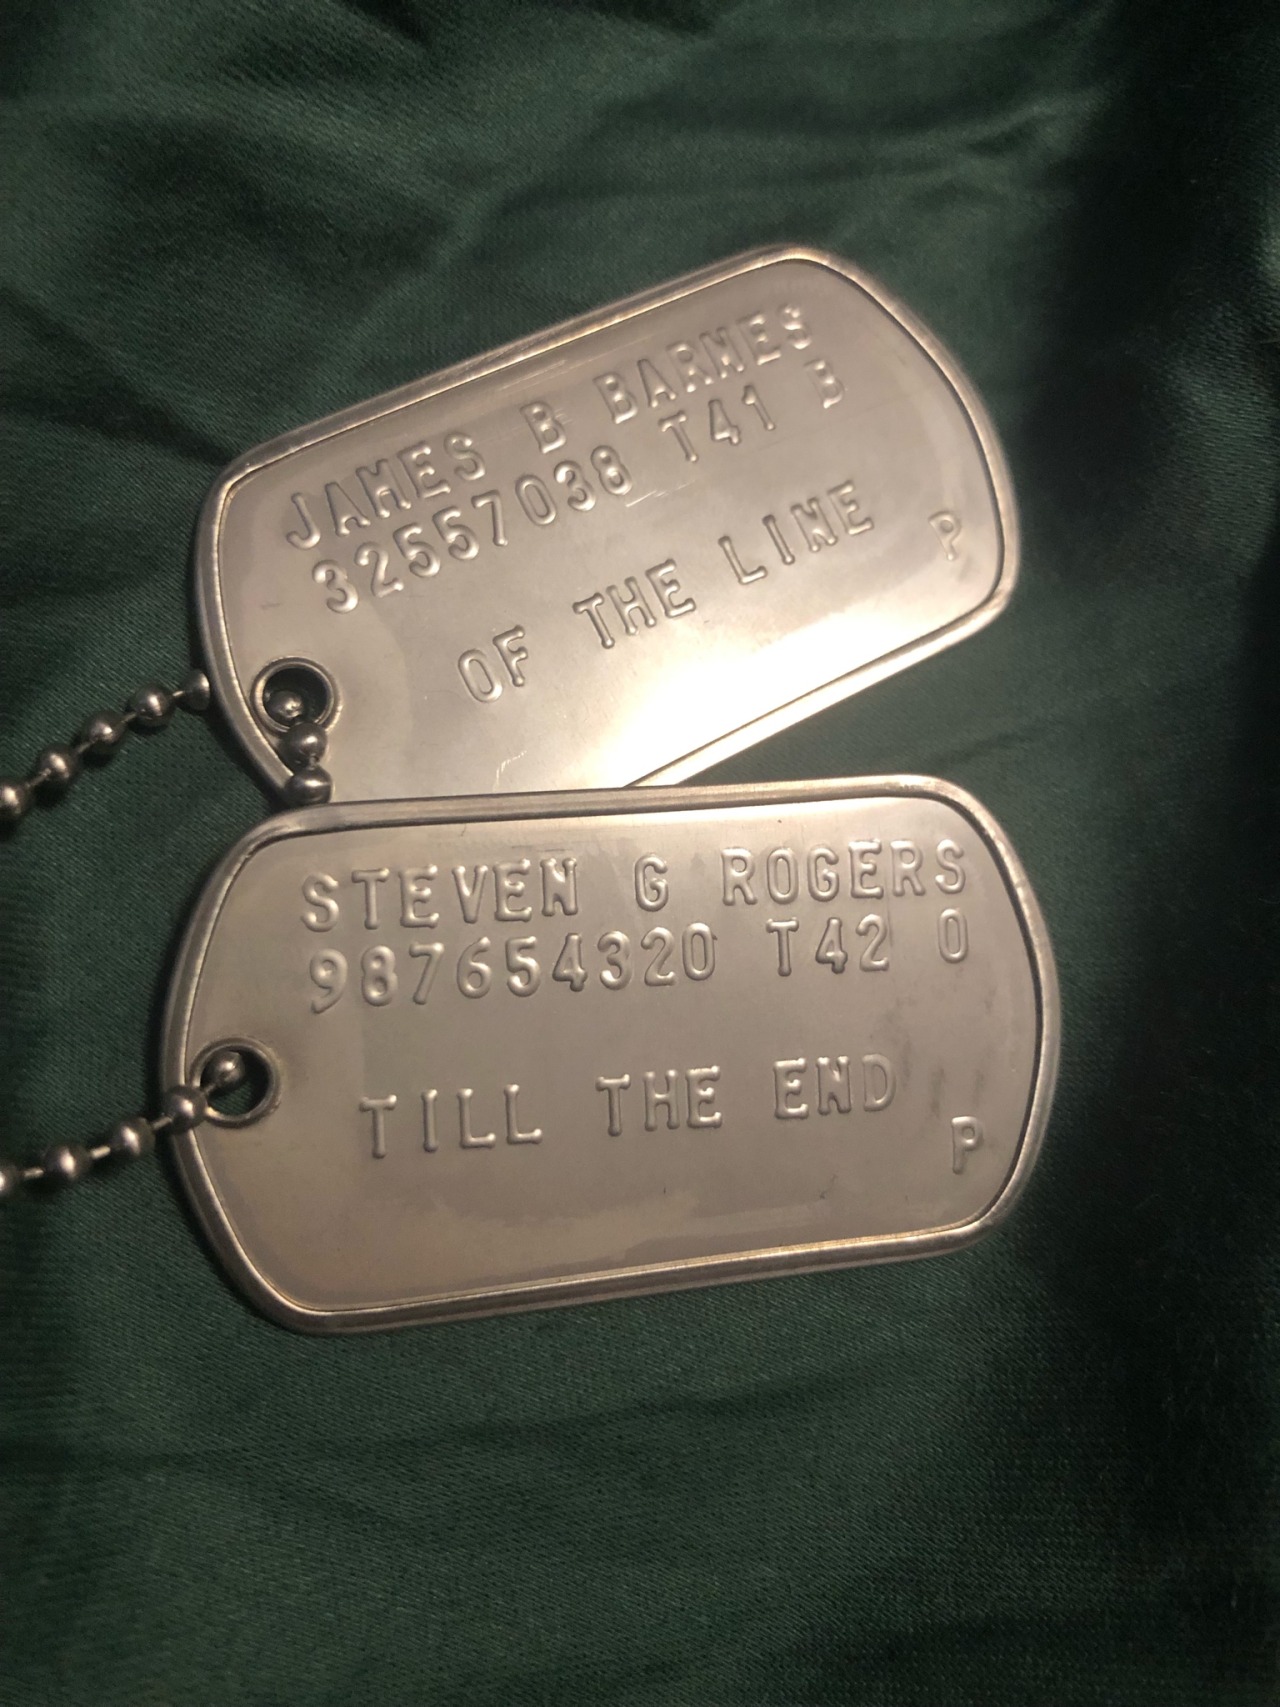 JAMES B BARNES
32557038 T41 B
OF THE LINE
P
STEVEN G ROGERS
987654320 T42 O
TILL THE END
P